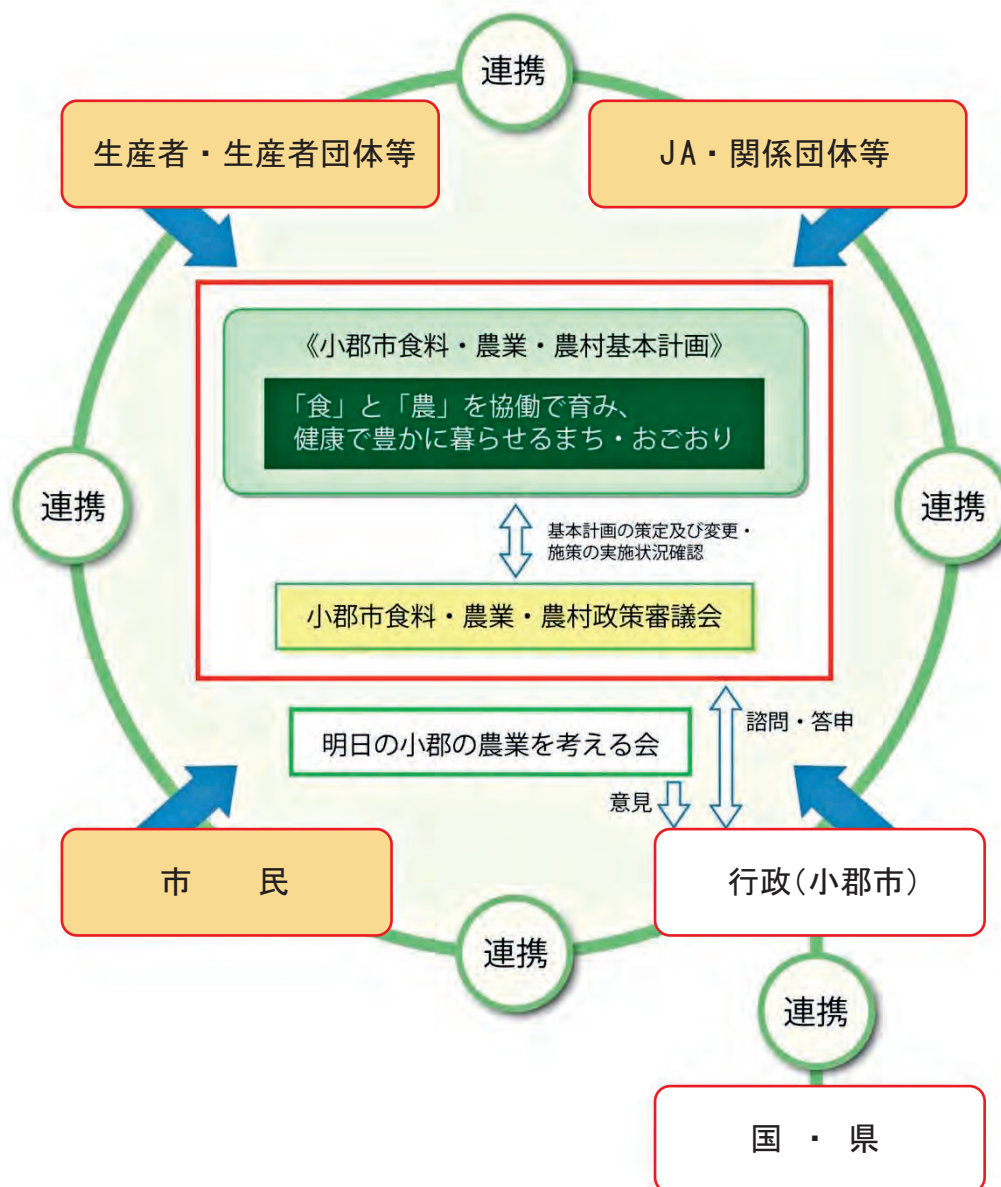 連携
生産者・生産者団体等
JA・関係団体等
《小郡市食料・農業・農村基本計画》
「食」と「農」を協働で育み、
健康で豊かに暮らせるまち・おごおり
連携
連携
基本計画の策定及び変更・
施策の実施状況確認
小郡市食料・農業・農村政策審議会
諮問・答申
明日の小郡の農業を考える会
意見
市　　民
行政(小郡市)
連携
連携
国 ・ 県